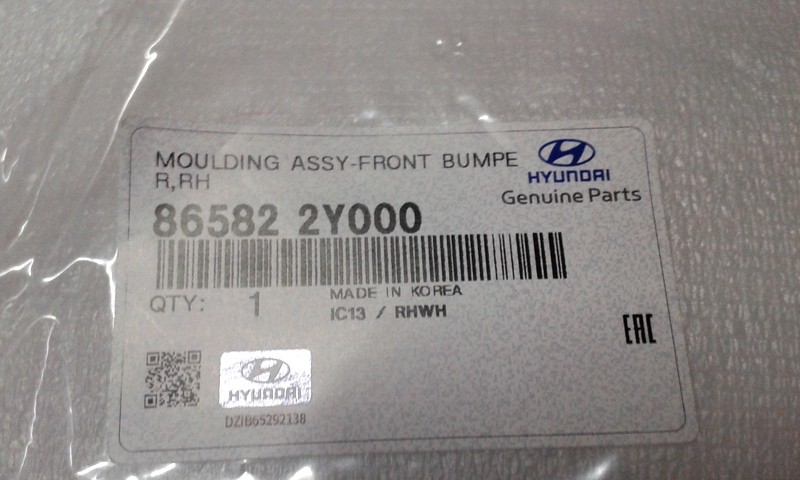 MOULDING ASSY-FRONT BUMPE
R,RH
HYUNDAI
Genuine Parts
86582 2Y000
QTY: 1
MADE IN KOREA
IC13 / RHWH
EAC
HYUNDAI
DZIB65292138